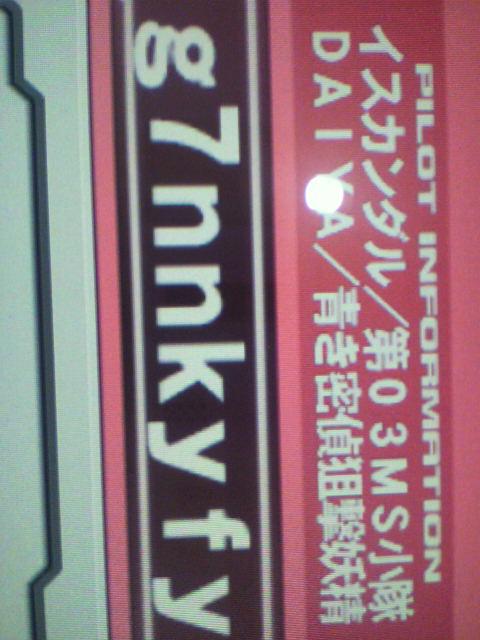 PILOT INFORMATION
イスカンダル／第03MS小隊
DAIYA／青き密偵狙撃妖精
g7nnkyfy